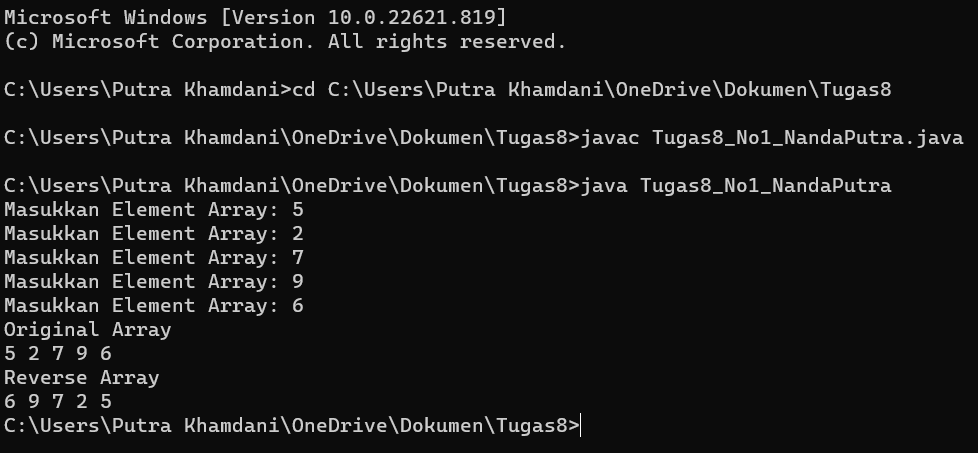 Microsoft Windows [Version 10.0.22621.819]
(c) Microsoft Corporation. All rights reserved.
C:\Users\Putra Khamdani>cd C:\Users\Putra Khamdani\OneDrive\Dokumen\Tugas8
C:\Users\Putra Khamdani\OneDrive\Dokumen\Tugas8>javac Tugas8_No1_NandaPutra.java
C:\Users\Putra Khamdani\OneDrive\Dokumen\Tugas8>java Tugas8_No1_NandaPutra
Masukkan Element Array: 5
Masukkan Element Array: 2
Masukkan Element Array: 7
Masukkan Element Array: 9
Masukkan Element Array: 6
Original Array
5 2 7 9 6
Reverse Array
6 9 7 2 5
C:\Users\Putra Khamdani\OneDrive\Dokumen\Tugas8>